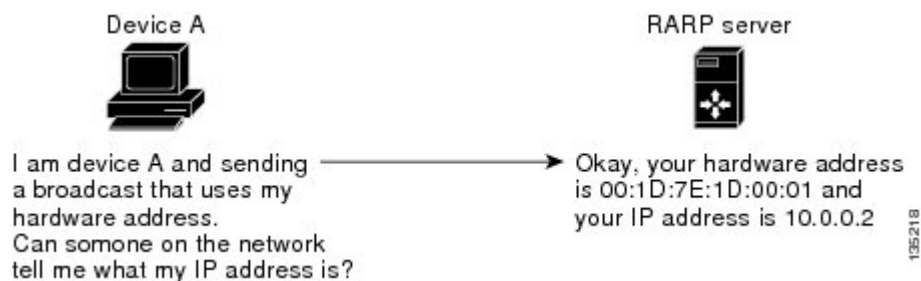 Device A
RARP server
I am device A and sending
a broadcast that uses my
hardware address.
Can somone on the network
tell me what my IP address is?
Okay, your hardware address
is 00:1D:7E:1D:00:01 and
your IP address is 10.0.0.2
135218